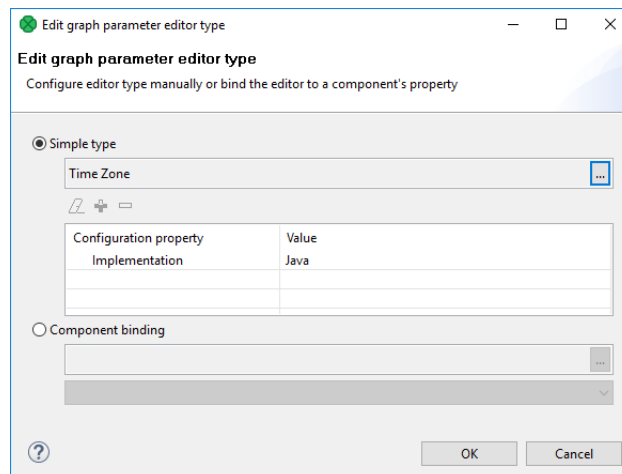 Edit graph parameter editor type
Edit graph parameter editor type
Configure editor type manually or bind the editor to a component's property
Simple type
Time Zone
...
Configuration property Value
Implementation Java
Component binding
...
?
OK Cancel